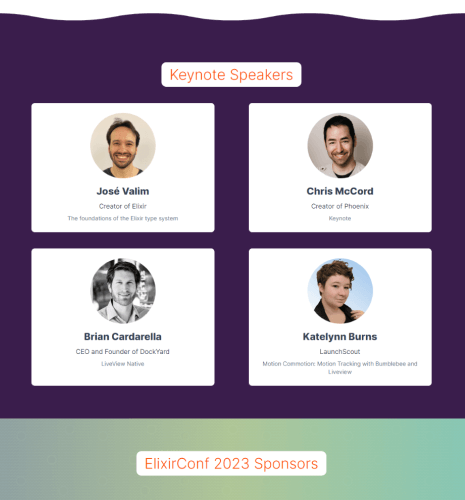 Keynote Speakers
José Valim
Creator of Elixir
The foundations of the Elixir type system
Chris McCord
Creator of Phoenix
Keynote
Brian Cardarella
CEO and Founder of DockYard
LiveView Native
Katelynn Burns
LaunchScout
Motion Commotion: Motion Tracking with Bumblebee and
Liveview
ElixirConf 2023 Sponsors